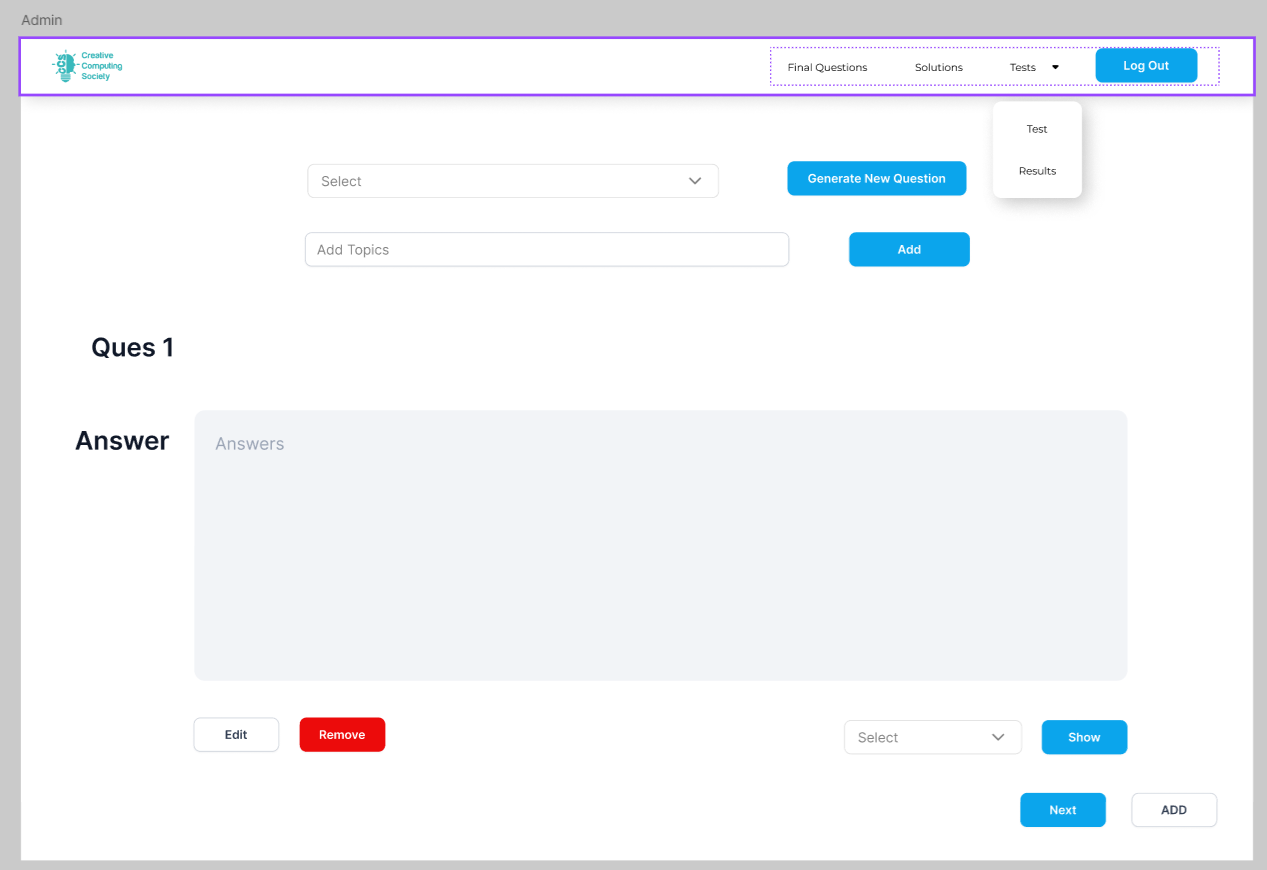 Admin
Creative
Computing
Society
CCS
Final Questions
Solutions
Tests
Log Out
Test
Results
Select
Generate New Question
Add Topics
Add
Ques 1
Answer
Answers
Edit
Remove
Select
Show
Next
ADD